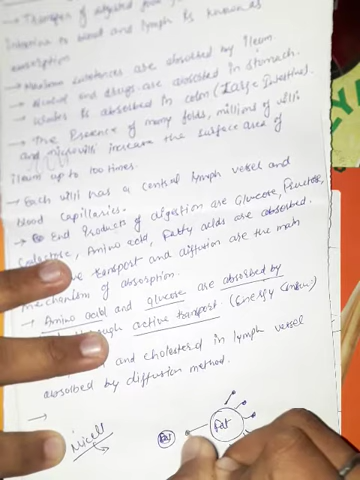 → Transfer of digested food
intestine to blood and lymph is known as
absorption
→ Maximum substances are absorbed by ileum.
→ Alcohol and drugs are absorbed in stomach.
→ Water is absorbed in colon (Large Intestine).
→ The Presence of many folds, millions of villi
and microvilli increase the surface area of
ileum up to 600 times.
→ Each villi has a central lymph vessel and
blood capillaries.
→ End Products of digestion are Glucose, Fructose,
Galactose, Amino acid, Fatty acids are absorbed.
transport and diffusion are the main
mechanism of absorption.
→ Amino acid and glucose are absorbed by
through active transport. (Energy
and cholesterol in lymph vessel
absorbed by diffusion method.
→
Micell
fat
fat